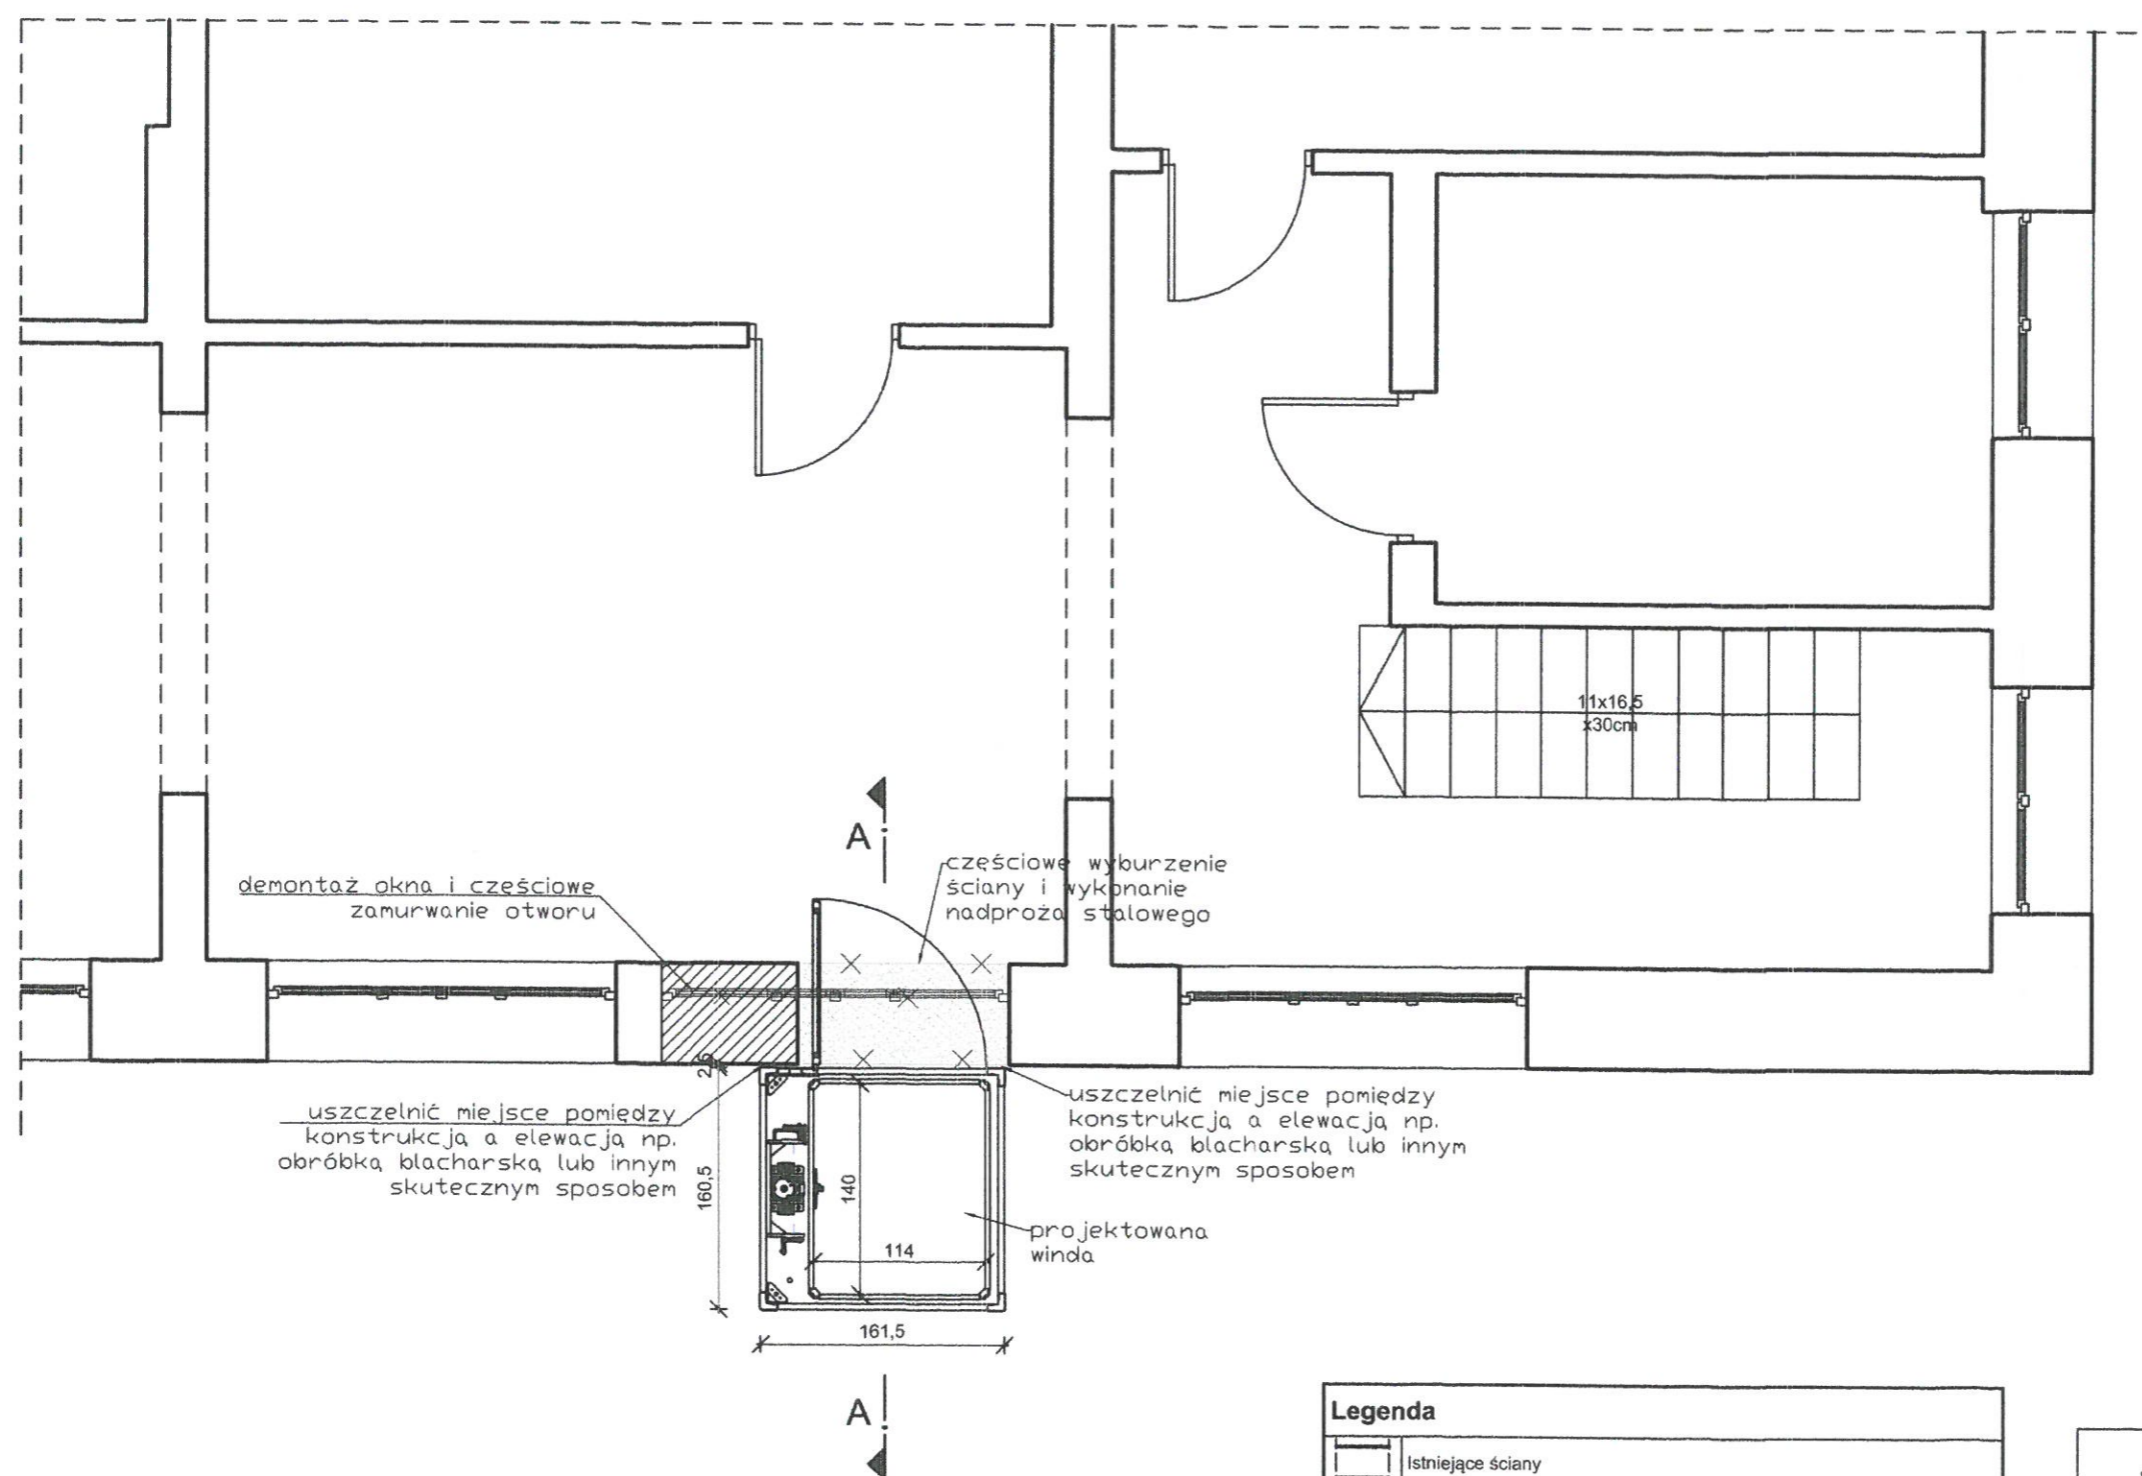 11x16,5
x30cm
A
częściowe wyburzenie
ściany i wykonanie
nadproża stalowego
demontaż okna i częściowe
zamurwanie otworu
2,5
uszczelnić miejsce pomiędzy
konstrukcją a elewacją np.
obróbką blacharską lub innym
skutecznym sposobem
uszczelnić miejsce pomiędzy
konstrukcją a elewacją np.
obróbką blacharską lub innym
skutecznym sposobem
160,5
140
114
projektowana
winda
161,5
A
Legenda
Istniejące ściany